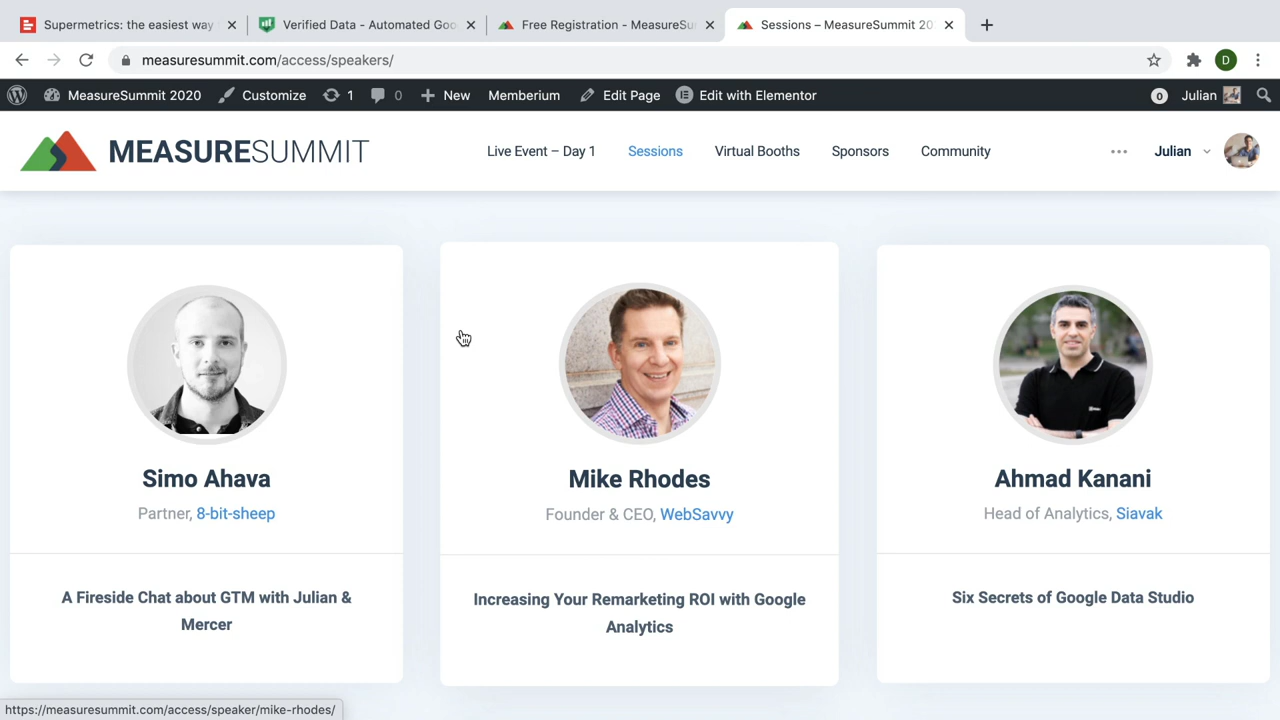 Supermetrics: the easiest way
Verified Data - Automated Goo
Free Registration - MeasureSu
Sessions – MeasureSummit 20
measuresummit.com/access/speakers/
D
MeasureSummit 2020
Customize
1
0
New
Memberium
Edit Page
Edit with Elementor
0
Julian
MEASURESUMMIT
Live Event – Day 1
Sessions
Virtual Booths
Sponsors
Community
Julian
Simo Ahava
Partner, 8-bit-sheep
A Fireside Chat about GTM with Julian &
Mercer
Mike Rhodes
Founder & CEO, WebSavvy
Increasing Your Remarketing ROI with Google
Analytics
Ahmad Kanani
Head of Analytics, Siavak
Six Secrets of Google Data Studio
https://measuresummit.com/access/speaker/mike-rhodes/